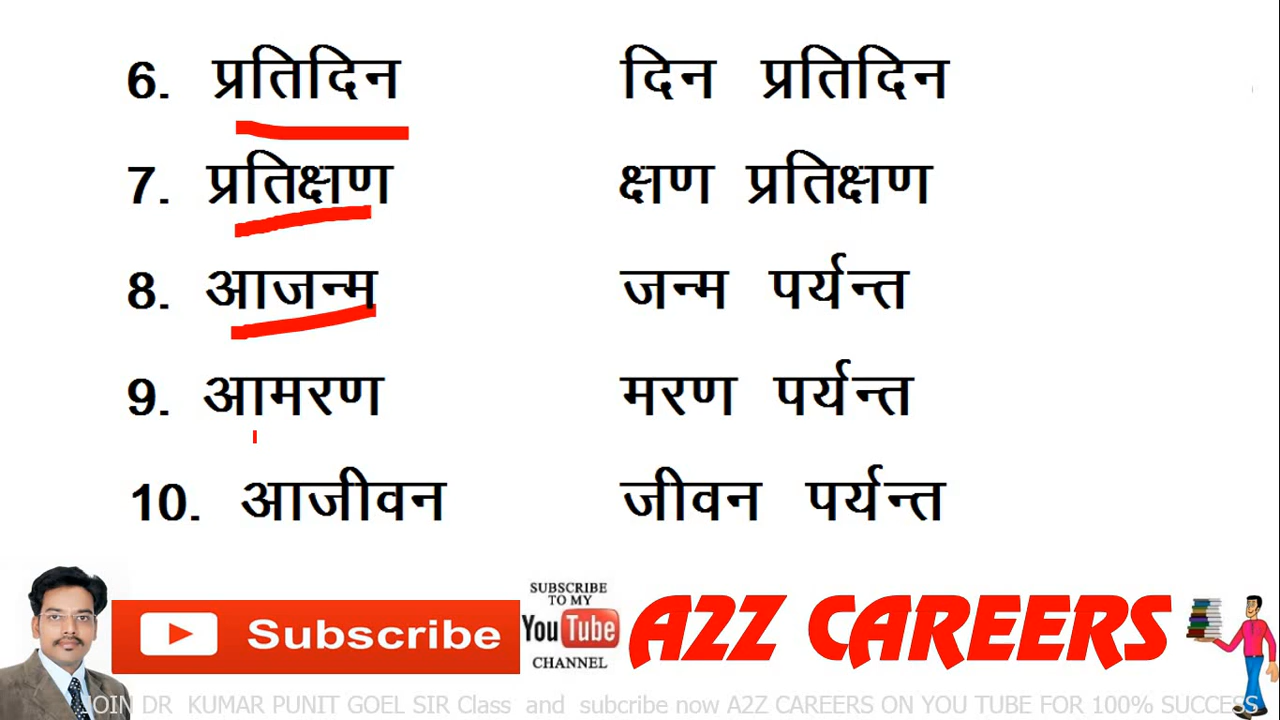 6. प्रतिदिन दिन प्रतिदिन
7. प्रतिक्षण क्षण प्रतिक्षण
8. आजन्म जन्म पर्यन्त
9. आमरण मरण पर्यन्त
10. आजीवन जीवन पर्यन्त
Subscribe
SUBSCRIBE
TO MY
YouTube
CHANNEL
A2Z CAREERS
JOIN DR KUMAR PUNIT GOEL SIR Class and subcribe now A2Z CAREERS ON YOU TUBE FOR 100% SUCCESS